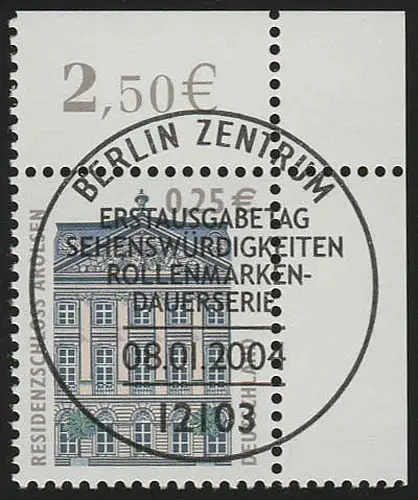 2,50€
BERLIN ZENTRUM
0,25 €
ERSTAUSGABETAG
SEHENSWÜRDIGKEITEN
ROLLENMARKEN-
DAUERSERIE
08.01.2004
12103
RESIDENZSCHLOSS AROLSEN
DEUTSCHLAND